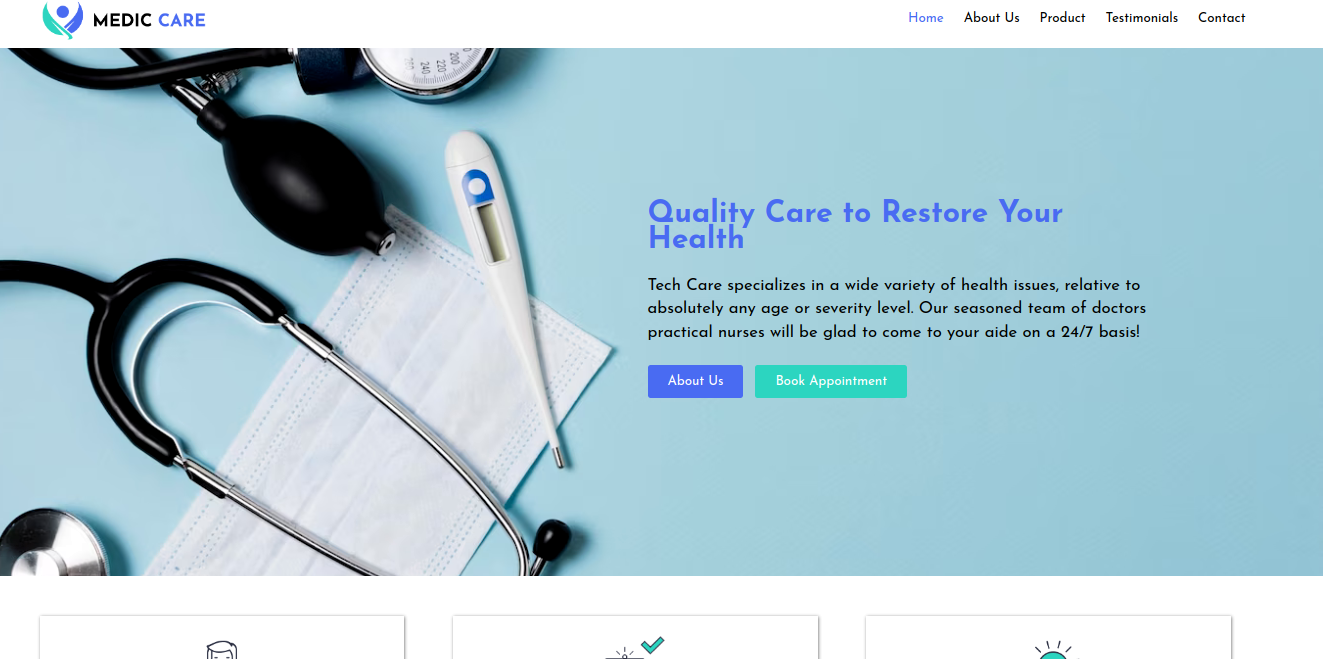 MEDIC CARE
Home About Us Product Testimonials Contact
260 240 220 200
Quality Care to Restore Your
Health
Tech Care specializes in a wide variety of health issues, relative to
absolutely any age or severity level. Our seasoned team of doctors
practical nurses will be glad to come to your aide on a 24/7 basis!
About Us Book Appointment